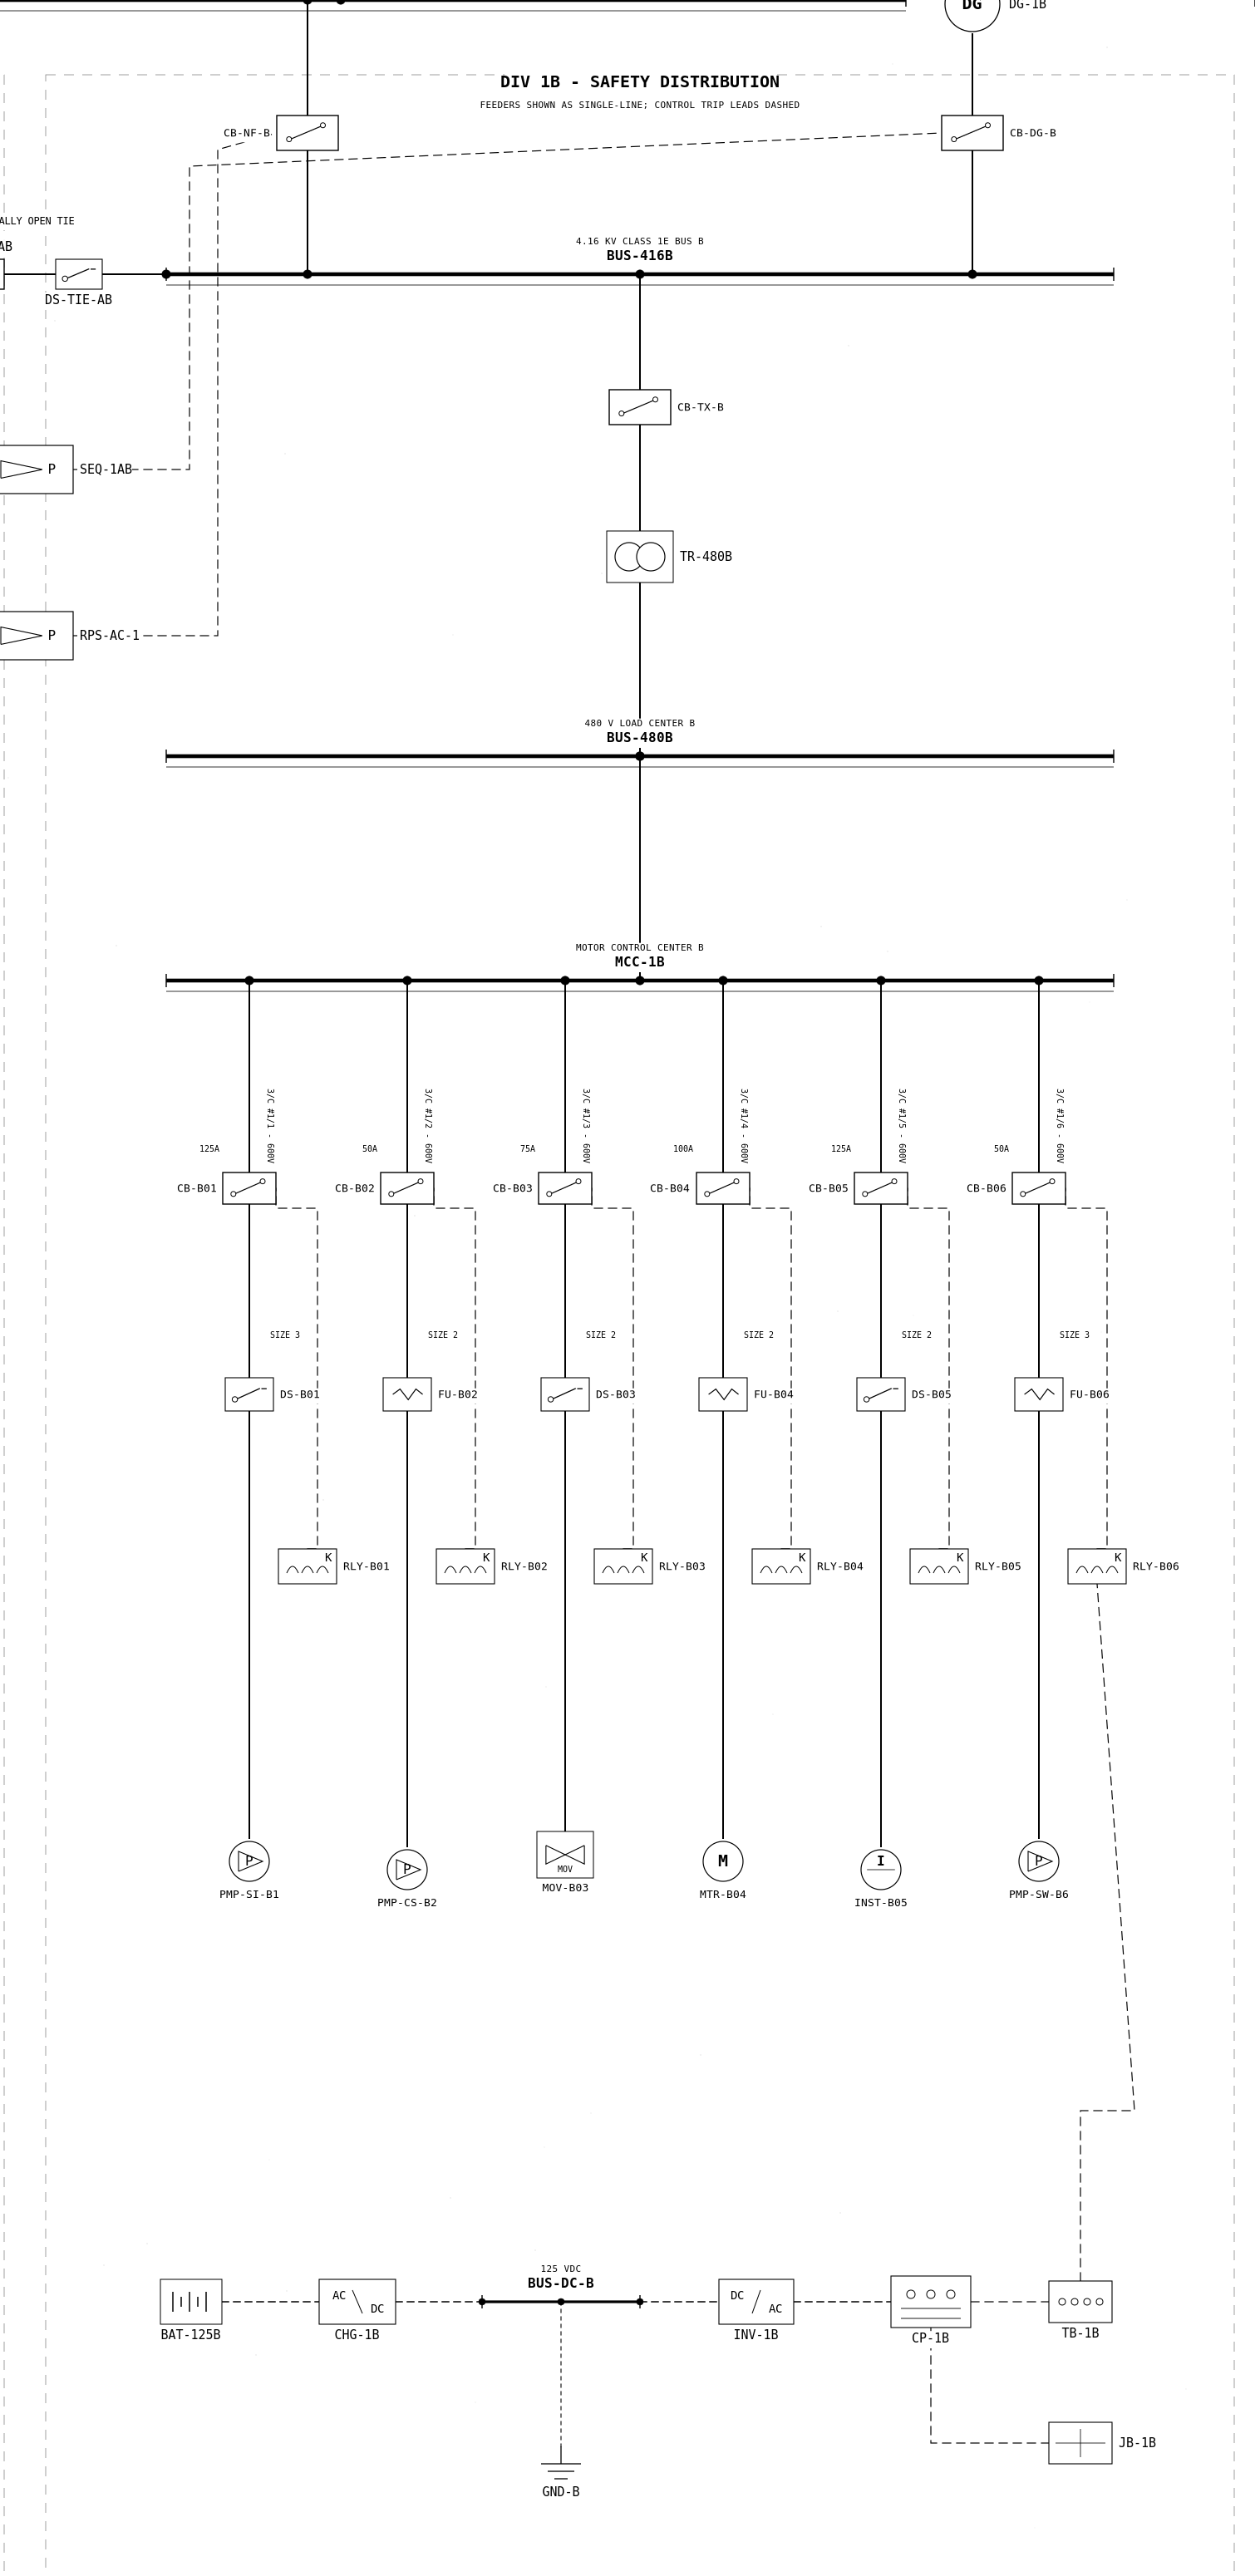 DG
DG-1B
DIV 1B - SAFETY DISTRIBUTION
FEEDERS SHOWN AS SINGLE-LINE; CONTROL TRIP LEADS DASHED
CB-NF-B
CB-DG-B
ALLY OPEN TIE
AB
4.16 KV CLASS 1E BUS B
BUS-416B
DS-TIE-AB
CB-TX-B
P
SEQ-1AB
TR-480B
P
RPS-AC-1
480 V LOAD CENTER B
BUS-480B
MOTOR CONTROL CENTER B
MCC-1B
3/C #1/1 - 600V
3/C #1/2 - 600V
3/C #1/3 - 600V
3/C #1/4 - 600V
3/C #1/5 - 600V
3/C #1/6 - 600V
125A
50A
75A
100A
125A
50A
CB-B01
CB-B02
CB-B03
CB-B04
CB-B05
CB-B06
SIZE 3
SIZE 2
SIZE 2
SIZE 2
SIZE 2
SIZE 3
DS-B01
FU-B02
DS-B03
FU-B04
DS-B05
FU-B06
K
RLY-B01
K
RLY-B02
K
RLY-B03
K
RLY-B04
K
RLY-B05
K
RLY-B06
P
PMP-SI-B1
P
PMP-CS-B2
MOV
MOV-B03
M
MTR-B04
I
INST-B05
P
PMP-SW-B6
125 VDC
BUS-DC-B
BAT-125B
AC
DC
CHG-1B
DC
AC
INV-1B
CP-1B
TB-1B
JB-1B
GND-B